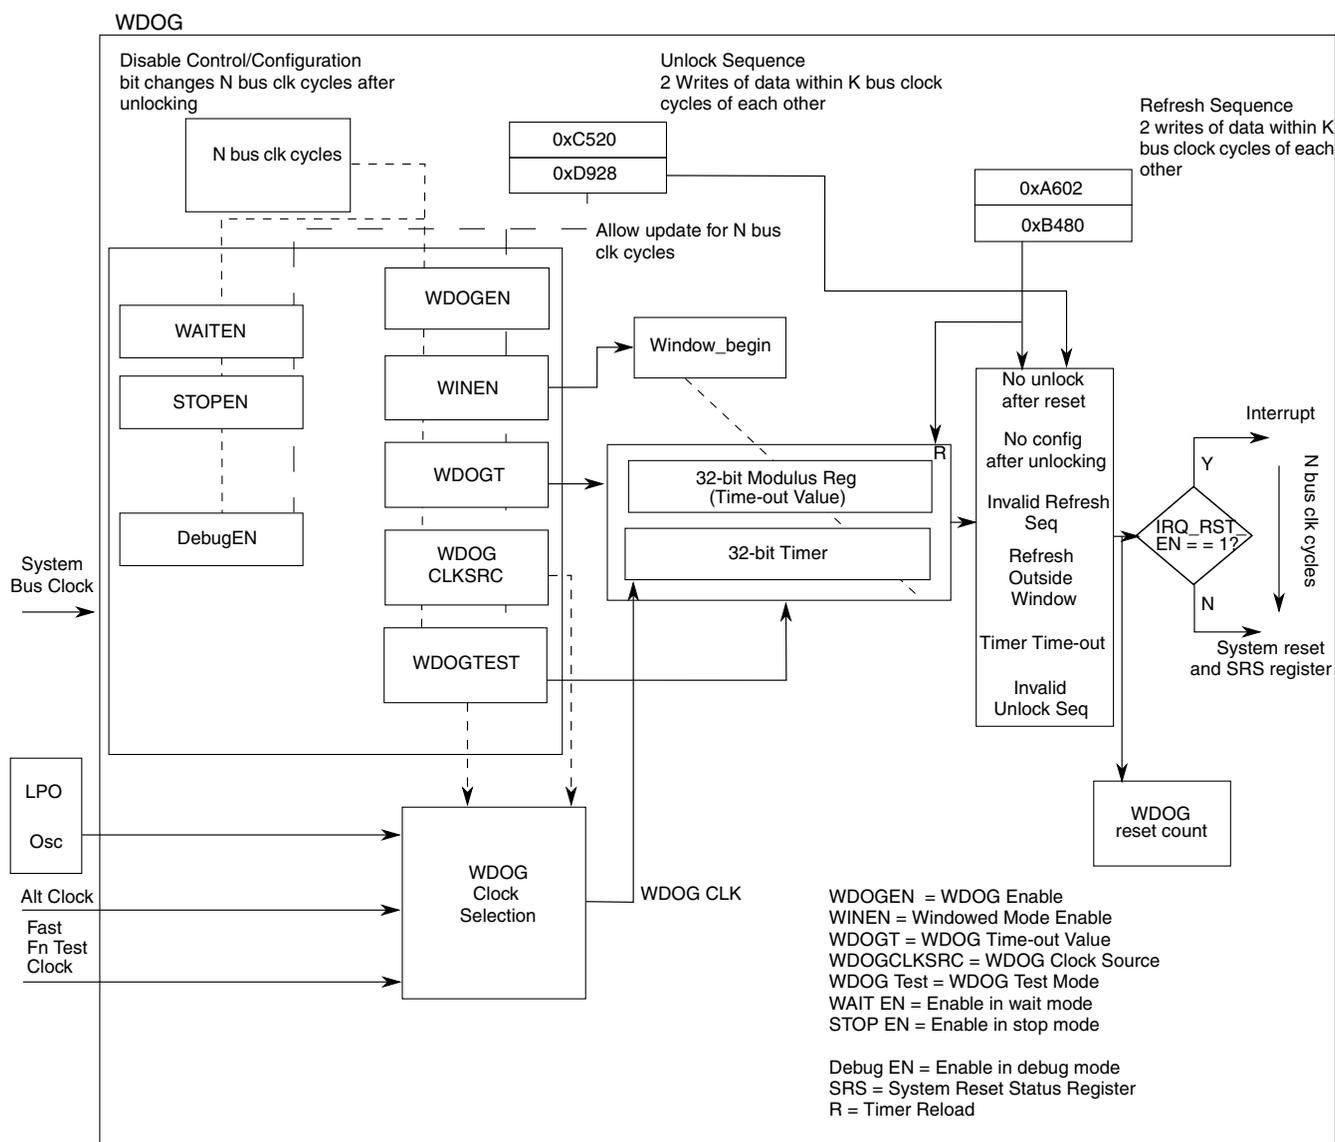 WDOG
Disable Control/Configuration
bit changes N bus clk cycles after
unlocking
Unlock Sequence
2 Writes of data within K bus clock
cycles of each other
Refresh Sequence
2 writes of data within K
bus clock cycles of each
other
N bus clk cycles
0xC520
0xD928
0xA602
0xB480
Allow update for N bus
clk cycles
WDOGEN
WAITEN
Window_begin
WINEN
STOPEN
No unlock
after reset
No config
after unlocking
Invalid Refresh
Seq
Refresh
Outside
Window
Timer Time-out
Invalid
Unlock Seq
Interrupt
Y
IRQ_RST_
EN = = 1?
N
N bus clk cycles
System reset
and SRS register
WDOGT
R
32-bit Modulus Reg
(Time-out Value)
32-bit Timer
DebugEN
WDOG
CLKSRC
System
Bus Clock
WDOGTEST
LPO
Osc
WDOG
reset count
WDOG
Clock
Selection
WDOG CLK
Alt Clock
Fast
Fn Test
Clock
WDOGEN = WDOG Enable
WINEN = Windowed Mode Enable
WDOGT = WDOG Time-out Value
WDOGCLKSRC = WDOG Clock Source
WDOG Test = WDOG Test Mode
WAIT EN = Enable in wait mode
STOP EN = Enable in stop mode
Debug EN = Enable in debug mode
SRS = System Reset Status Register
R = Timer Reload